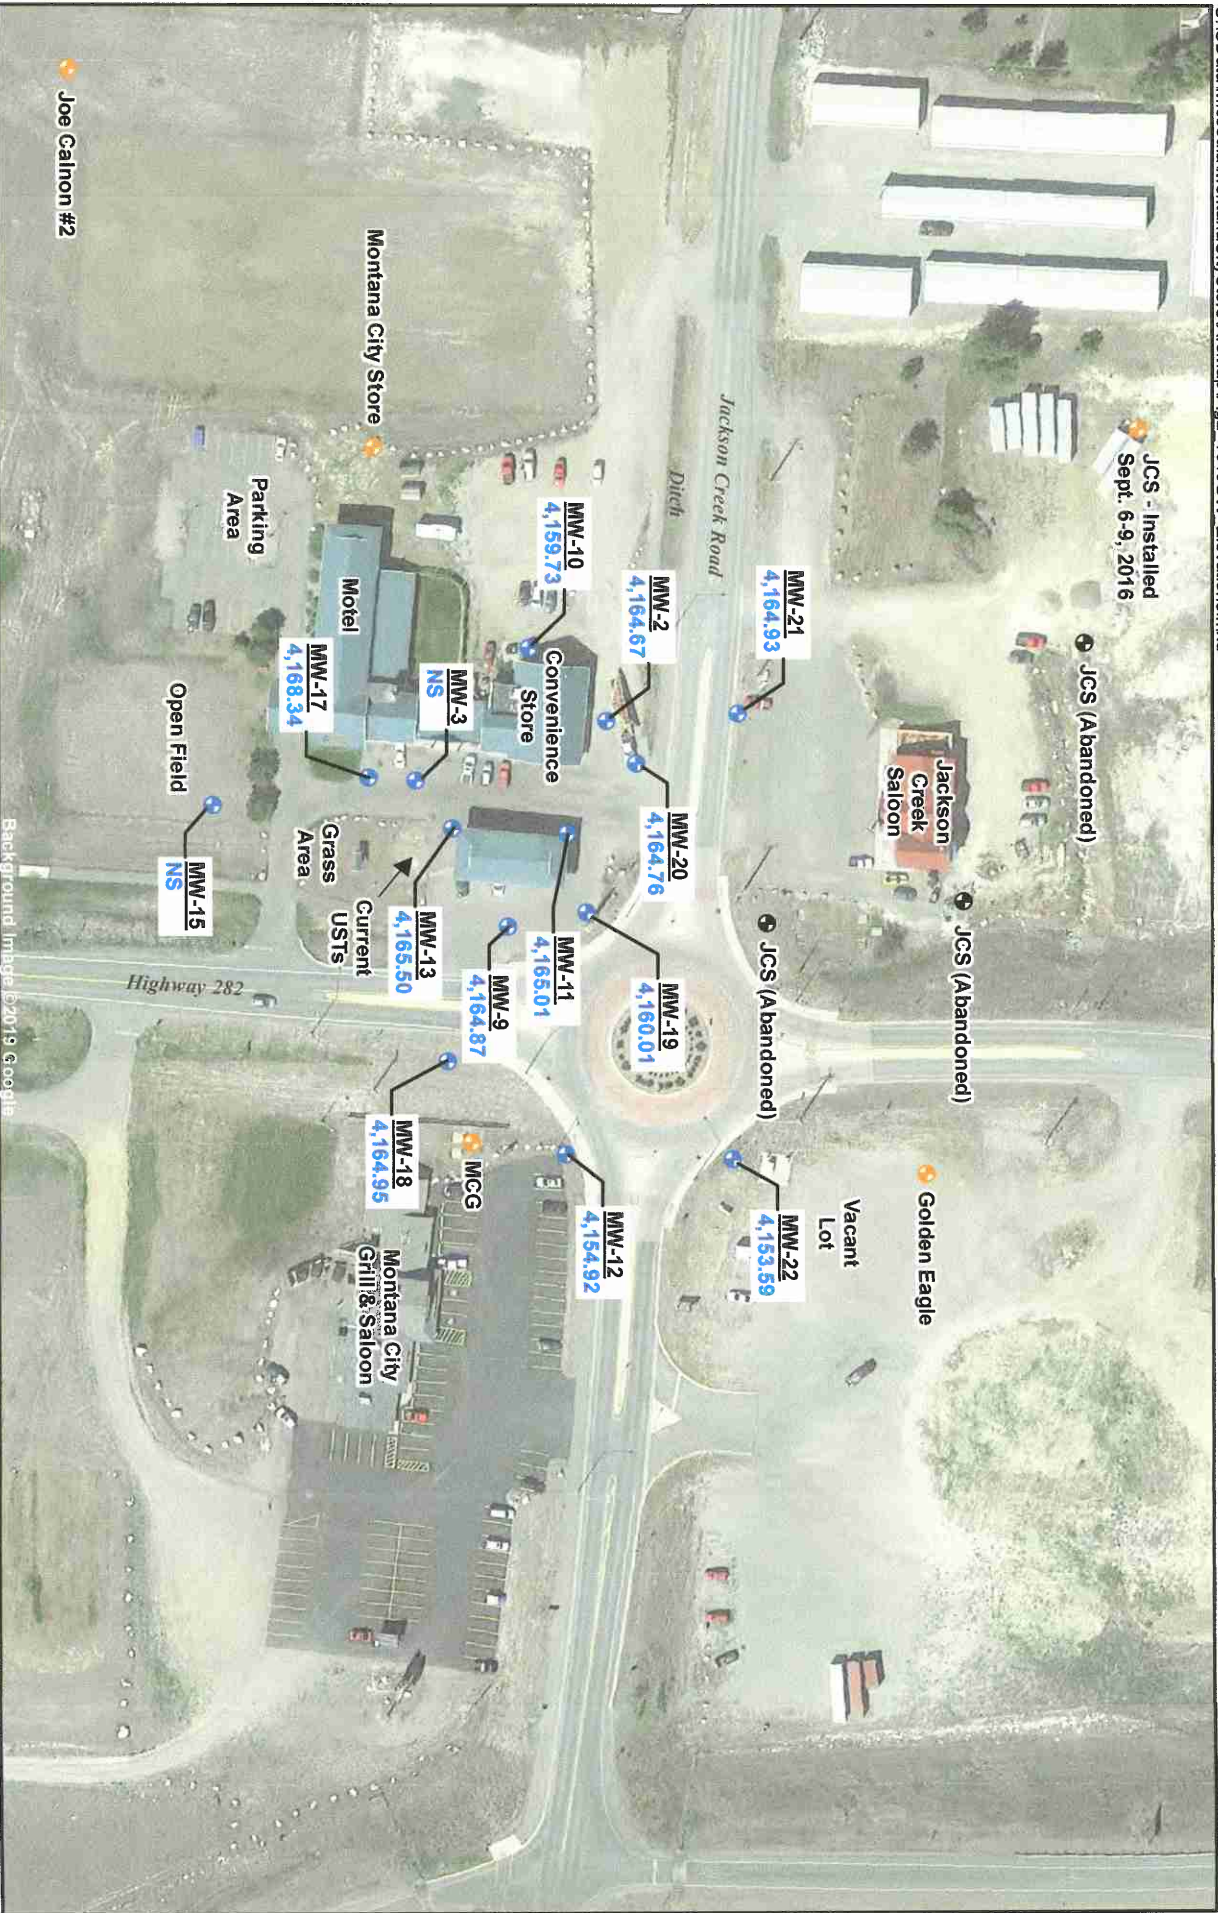 JCS - Installed
Sept. 6-9, 2016
JCS (Abandoned)
Jackson
Creek
Saloon
JCS (Abandoned)
JCS (Abandoned)
Golden Eagle
Vacant
Lot
MW-21
4,164.93
MW-22
4,153.59
Jackson Creek Road
Ditch
MW-2
4,164.67
MW-20
4,164.76
MW-19
4,160.01
MW-12
4,154.92
MW-10
4,159.73
Convenience
Store
MW-11
4,165.01
MW-9
4,164.87
MW-3
NS
MW-13
4,165.50
MCG
MW-18
4,164.95
Montana City
Grill & Saloon
Montana City Store
Motel
Current
USTs
MW-17
4,168.34
Grass
Area
Parking
Area
Open Field
MW-15
NS
Highway 282
Joe Calnon #2
Background Image ©2019 Google